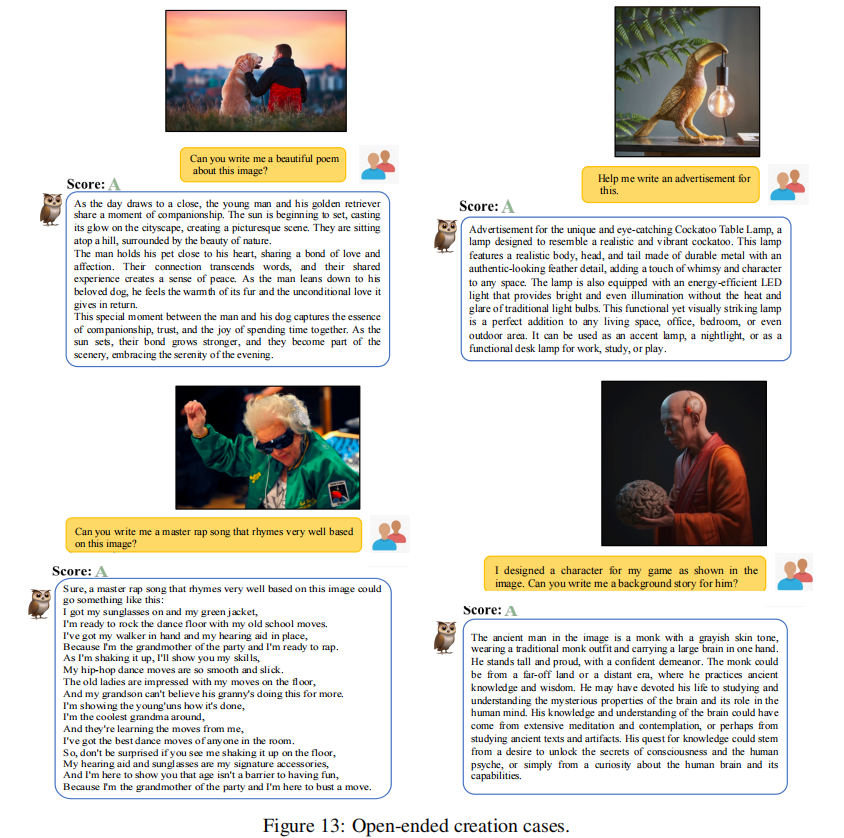 Can you write me a beautiful poem
about this image?
Score: A
As the day draws to a close, the young man and his golden retriever
share a moment of companionship. The sun is beginning to set, casting
its glow on the cityscape, creating a picturesque scene. They are sitting
atop a hill, surrounded by the beauty of nature.
The man holds his pet close to his heart, sharing a bond of love and
affection. Their connection transcends words, and their shared
experience creates a sense of peace. As the man leans down to his
beloved dog, he feels the warmth of its fur and the unconditional love it
gives in return.
This special moment between the man and his dog captures the essence
of companionship, trust, and the joy of spending time together. As the
sun sets, their bond grows stronger, and they become part of the
scenery, embracing the serenity of the evening.
Help me write an advertisement for
this.
Score: A
Advertisement for the unique and eye-catching Cockatoo Table Lamp, a
lamp designed to resemble a realistic and vibrant cockatoo. This lamp
features a realistic body, head, and tail made of durable metal with an
authentic-looking feather detail, adding a touch of whimsy and character
to any space. The lamp is also equipped with an energy-efficient LED
light that provides bright and even illumination without the heat and
glare of traditional light bulbs. This functional yet visually striking lamp
is a perfect addition to any living space, office, bedroom, or even
outdoor area. It can be used as an accent lamp, a nightlight, or as a
functional desk lamp for work, study, or play.
Can you write me a master rap song that rhymes very well based
on this image?
Score: A
Sure, a master rap song that rhymes very well based on this image could
go something like this:
I got my sunglasses on and my green jacket,
I'm ready to rock the dance floor with my old school moves.
I've got my walker in hand and my hearing aid in place,
Because I'm the grandmother of the party and I'm ready to rap.
As I'm shaking it up, I'll show you my skills,
My hip-hop dance moves are so smooth and slick.
The old ladies are impressed with my moves on the floor,
And my grandson can't believe his granny's doing this for more.
I'm showing the young'uns how it's done,
I'm the coolest grandma around,
And they're learning the moves from me,
I've got the best dance moves of anyone in the room.
So, don't be surprised if you see me shaking it up on the floor,
My hearing aid and sunglasses are my signature accessories,
And I'm here to show you that age isn't a barrier to having fun,
Because I'm the grandmother of the party and I'm here to bust a move.
I designed a character for my game as shown in the
image. Can you write me a background story for him?
Score: A
The ancient man in the image is a monk with a grayish skin tone,
wearing a traditional monk outfit and carrying a large brain in one hand.
He stands tall and proud, with a confident demeanor. The monk could
be from a far-off land or a distant era, where he practices ancient
knowledge and wisdom. He may have devoted his life to studying and
understanding the mysterious properties of the brain and its role in the
human mind. His knowledge and understanding of the brain could have
come from extensive meditation and contemplation, or perhaps from
studying ancient texts and artifacts. His quest for knowledge could stem
from a desire to unlock the secrets of consciousness and the human
psyche, or simply from a curiosity about the human brain and its
capabilities.
Figure 13: Open-ended creation cases.